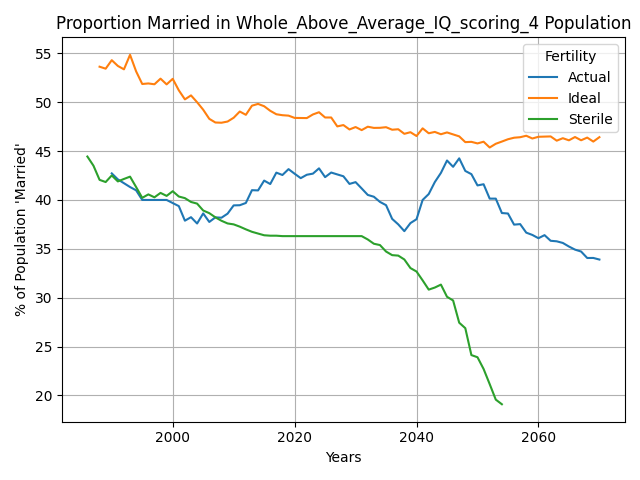 Proportion Married in Whole_Above_Average_IQ_scoring_4 Population
% of Population 'Married'
55
50
45
40
35
30
25
20
Fertility
Actual
Ideal
Sterile
2000
2020
2040
2060
Years